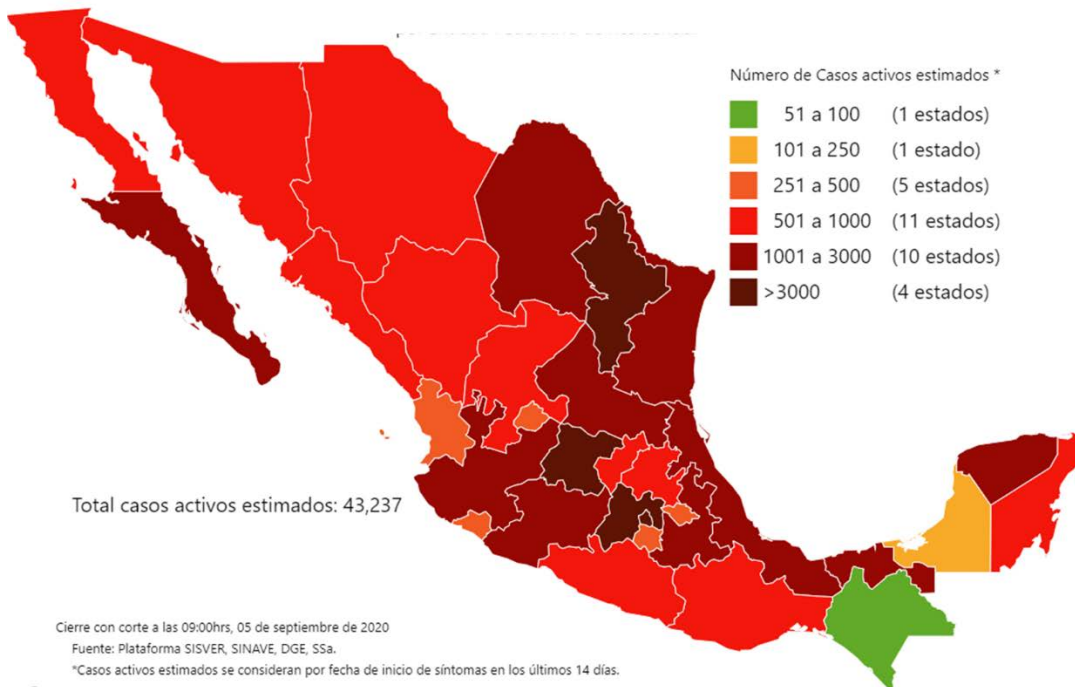 Número de Casos activos estimados *
51 a 100 (1 estados)
101 a 250 (1 estado)
251 a 500 (5 estados)
501 a 1000 (11 estados)
1001 a 3000 (10 estados)
>3000 (4 estados)
Total casos activos estimados: 43,237
Cierre con corte a las 09:00hrs, 05 de septiembre de 2020
Fuente: Plataforma SISVER, SINAVE, DGE, SSa.
*Casos activos estimados se consideran por fecha de inicio de síntomas en los últimos 14 días.